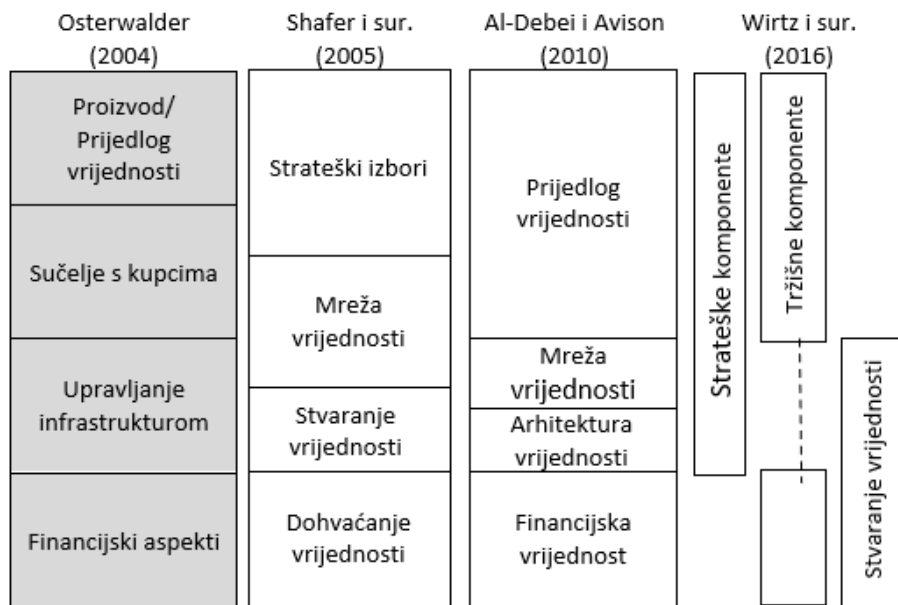 Osterwalder
(2004)
Shafer i sur.
(2005)
Al-Debei i Avison
(2010)
Wirtz i sur.
(2016)
Proizvod/
Prijedlog
vrijednosti
Sučelje s kupcima
Upravljanje
infrastrukturom
Financijski aspekti
Strateški izbori
Mreža
vrijednosti
Stvaranje
vrijednosti
Dohvaćanje
vrijednosti
Prijedlog
vrijednosti
Mreža
vrijednosti
Arhitektura
vrijednosti
Financijska
vrijednost
Strateške komponente
Tržišne komponente
Stvaranje vrijednosti